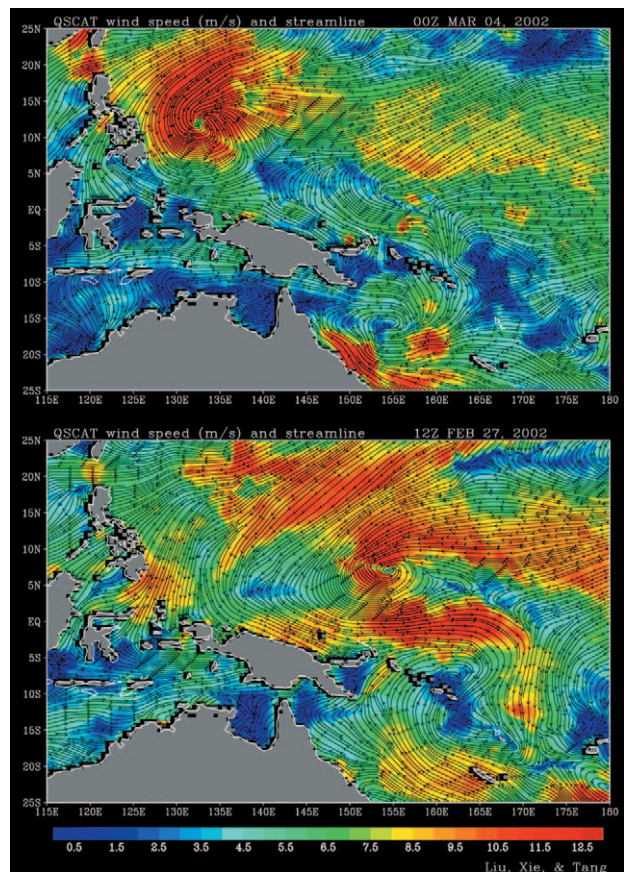 QSCAT wind speed (m/s) and streamline 00Z MAR 04, 2002
25N
20N
15N
10N
5N
EQ
5S
10S
15S
20S
25S
115E 120E 125E 130E 135E 140E 145E 150E 155E 160E 165E 170E 175E 180
QSCAT wind speed (m/s) and streamline 12Z FEB 27, 2002
25N
20N
15N
10N
5N
EQ
5S
10S
15S
20S
25S
115E 120E 125E 130E 135E 140E 145E 150E 155E 160E 165E 170E 175E 180
0.5 1.5 2.5 3.5 4.5 5.5 6.5 7.5 8.5 9.5 10.5 11.5 12.5
Liu, Xie, & Tang